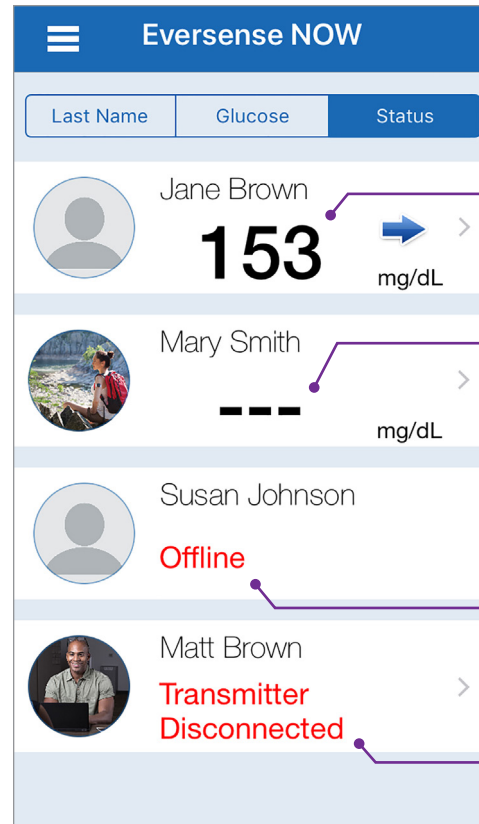 Eversense NOW
Last Name Glucose Status
Jane Brown
153
mg/dL
Mary Smith
---
mg/dL
Susan Johnson
Offline
Matt Brown
Transmitter
Disconnected